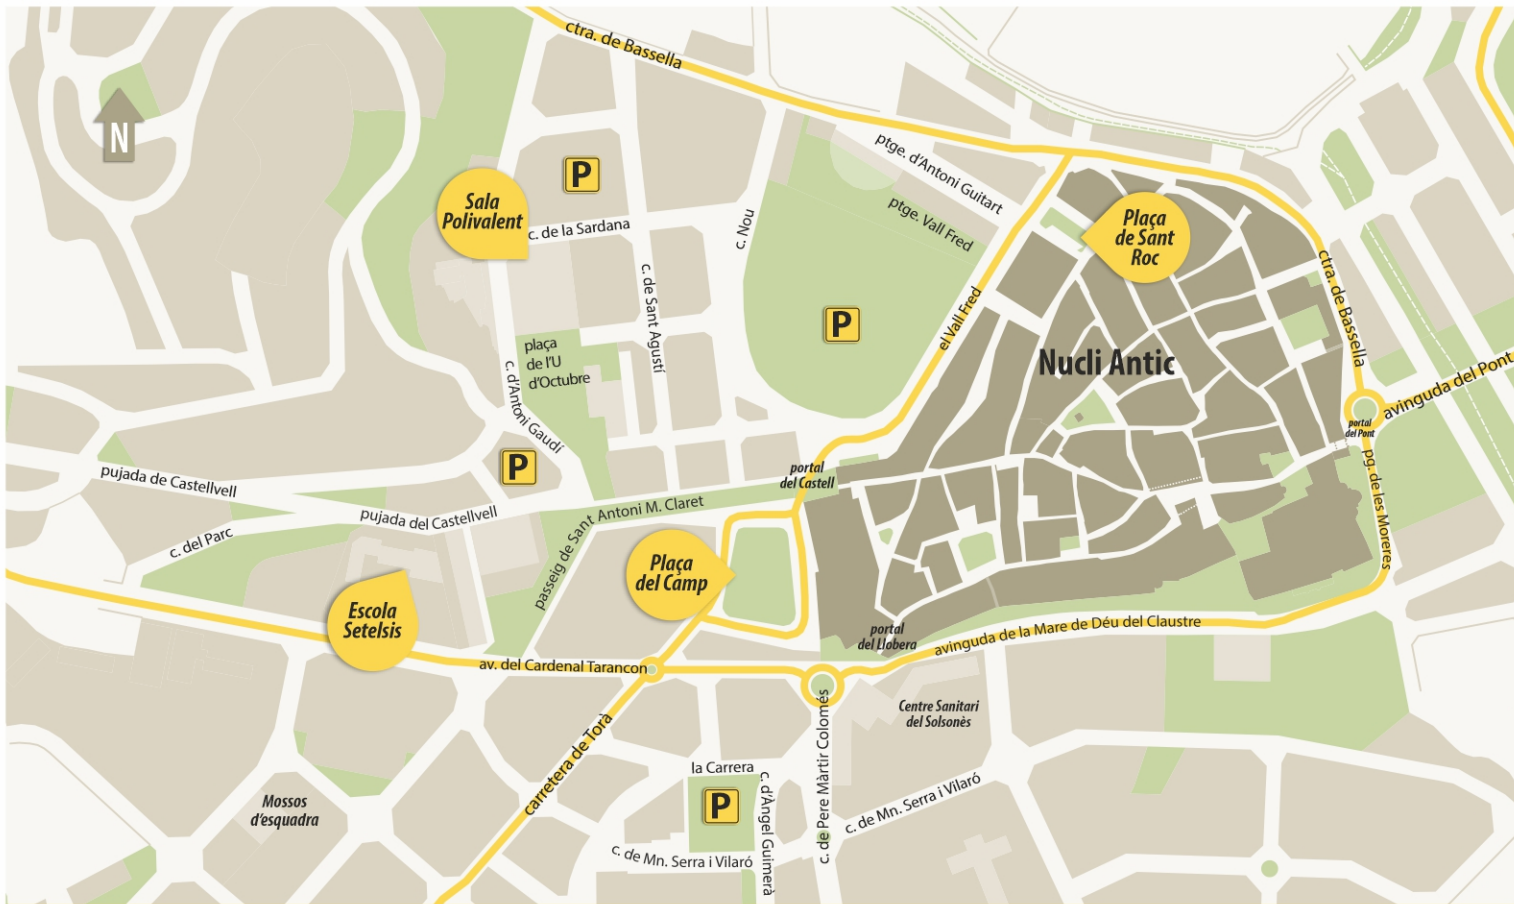 ctra. de Bassella
N
P
ptge. d'Antoni Guitart
Sala
Polivalent
c. de la Sardana
c. Nou
ptge. Vall Fred
Plaça
de Sant
Roc
c. de Sant Agustí
ctra. de Bassella
el Vall Fred
P
plaça
de l'U
d'Octubre
Nucli Antic
c. d'Antoni Gaudí
avinguda del Pont
portal
del Pont
P
pujada de Castellvell
portal
del Castell
pg. de les Moreres
pujada del Castellvell
passeig de Sant Antoni M. Claret
c. del Parc
Plaça
del Camp
Escola
Setelsis
portal
del Llobera
avinguda de la Mare de Déu del Claustre
av. del Cardenal Tarancon
Centre Sanitari
del Solsonès
carretera de Torà
c. de Pere Màrtir Colomés
la Carrera
P
c. d'Àngel Guimerà
Mossos
d'esquadra
c. de Mn. Serra i Vilaró
c. de Mn. Serra i Vilaró